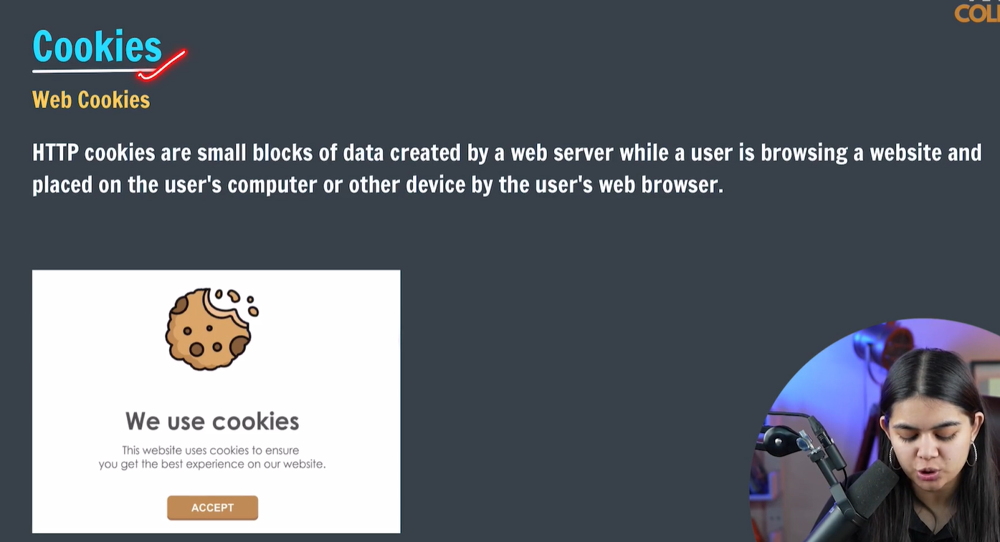 Cookies
Web Cookies
HTTP cookies are small blocks of data created by a web server while a user is browsing a website and
placed on the user's computer or other device by the user's web browser.
We use cookies
This website uses cookies to ensure
you get the best experience on our website.
ACCEPT